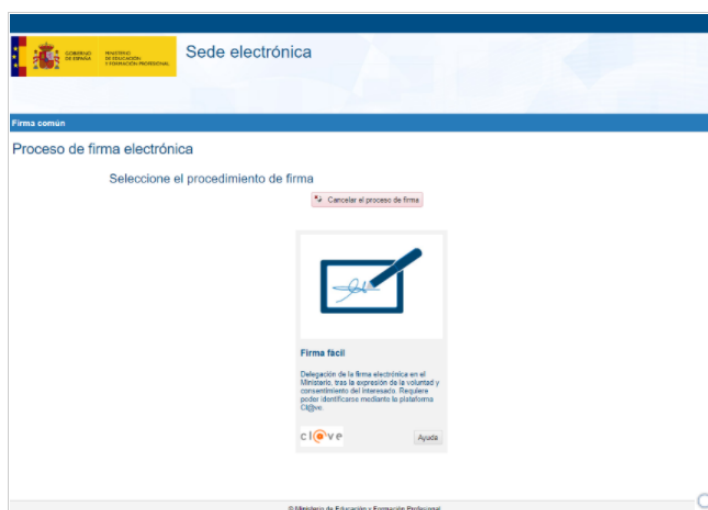 GOBIERNO
DE ESPAÑA
MINISTERIO
DE EDUCACIÓN
Y FORMACIÓN PROFESIONAL
Sede electrónica
Firma común
Proceso de firma electrónica
Seleccione el procedimiento de firma
Cancelar el proceso de firma
Firma fácil
Delegación de la firma electrónica en el
Ministerio, tras la expresión de la voluntad y
consentimiento del interesado. Requiere
poder identificaros mediante la plataforma
Cl@ve.
cl@ve
Ayuda
© Ministerio de Educación y Formación Profesional